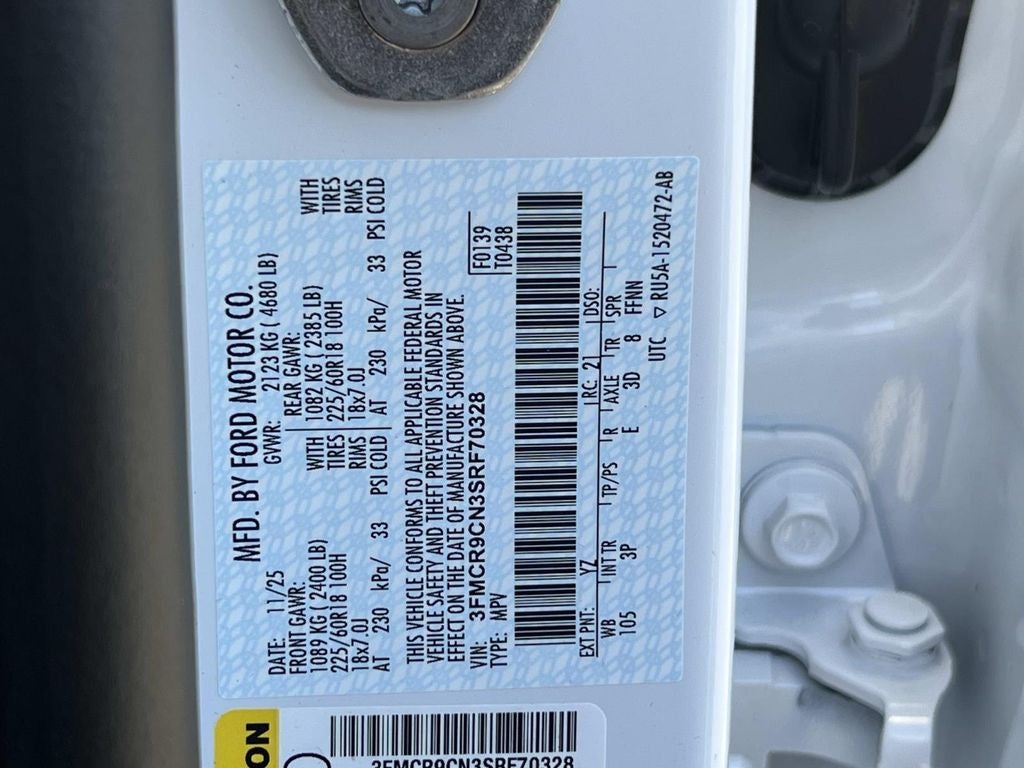 MFD. BY FORD MOTOR CO.
DATE: 11/25 GVWR: 2123 KG ( 4680 LB)
FRONT GAWR: REAR GAWR:
1089 KG ( 2400 LB) WITH 1082 KG ( 2385 LB) WITH
225/60R18 100H TIRES 225/60R18 100H TIRES
18x7.0J RIMS 18x7.0J RIMS
AT 230 kPa/ 33 PSI COLD AT 230 kPa/ 33 PSI COLD
THIS VEHICLE CONFORMS TO ALL APPLICABLE FEDERAL MOTOR
VEHICLE SAFETY AND THEFT PREVENTION STANDARDS IN
EFFECT ON THE DATE OF MANUFACTURE SHOWN ABOVE.
VIN: 3FMCR9CN3SRF70328 F0139
TYPE: MPV T0438
EXT PNT: YZ RC: 21 DSO:
WB INT TR TP/PS R AXLE TR SPR
105 3P E 3D 8 FFNN
UTC ▽ RU5A-1520472-AB
ION
3FMCR9CN3SRF70328